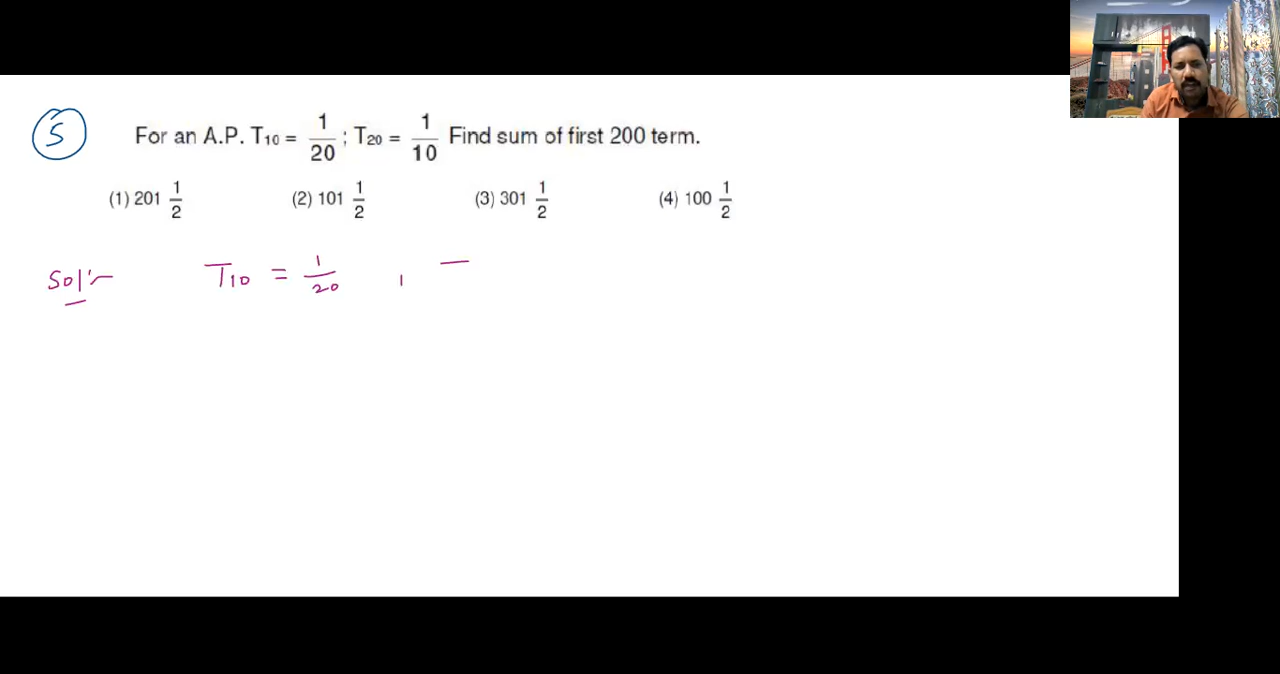 5
For an A.P. T₁₀ = 1/20 ; T₂₀ = 1/10 Find sum of first 200 term.
(1) 201 1/2 (2) 101 1/2 (3) 301 1/2 (4) 100 1/2
Sol:- T₁₀ = 1/20 ,